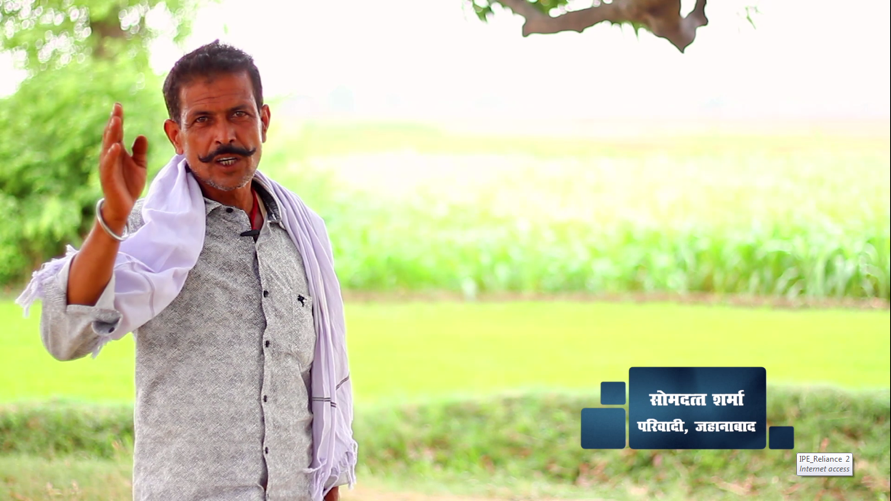 सोमदत्त शर्मा
परिवादी, जहानाबाद
IPE_Reliance 2
Internet access